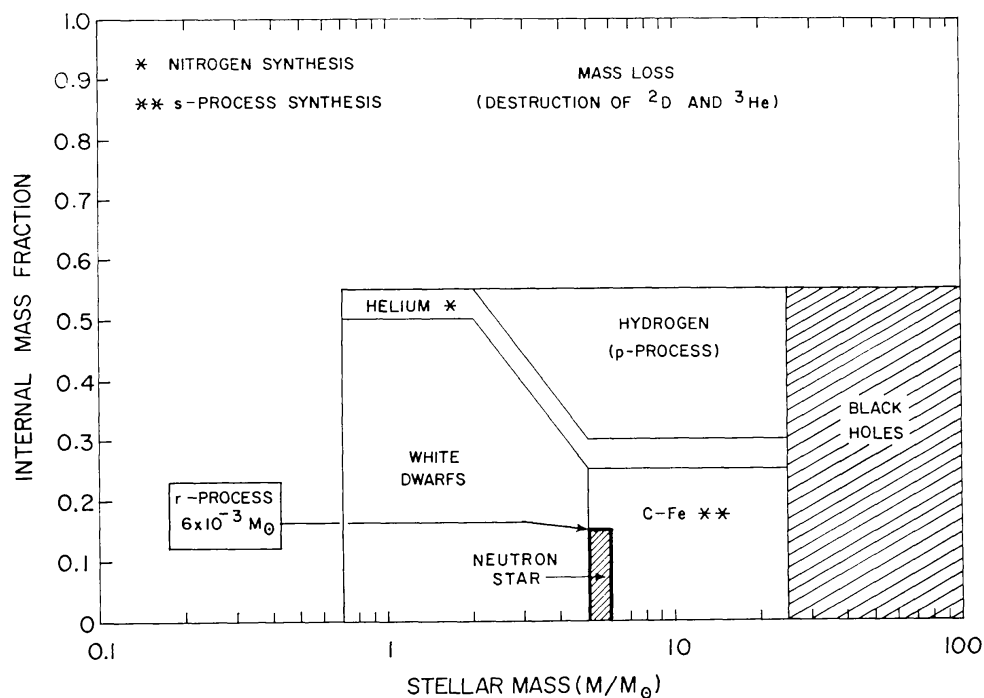 1.0
0.9
0.8
0.7
0.6
0.5
0.4
0.3
0.2
0.1
0
INTERNAL MASS FRACTION
* NITROGEN SYNTHESIS
** s-PROCESS SYNTHESIS
MASS LOSS
(DESTRUCTION OF ²D AND ³He)
HELIUM *
HYDROGEN
(p-PROCESS)
BLACK
HOLES
WHITE
DWARFS
r-PROCESS
6x10⁻³ M☉
C-Fe **
NEUTRON
STAR
0.1
1
10
100
STELLAR MASS (M/M☉)